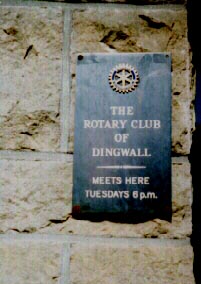 THE
ROTARY CLUB
OF
DINGWALL
MEETS HERE
TUESDAYS 6 p.m.